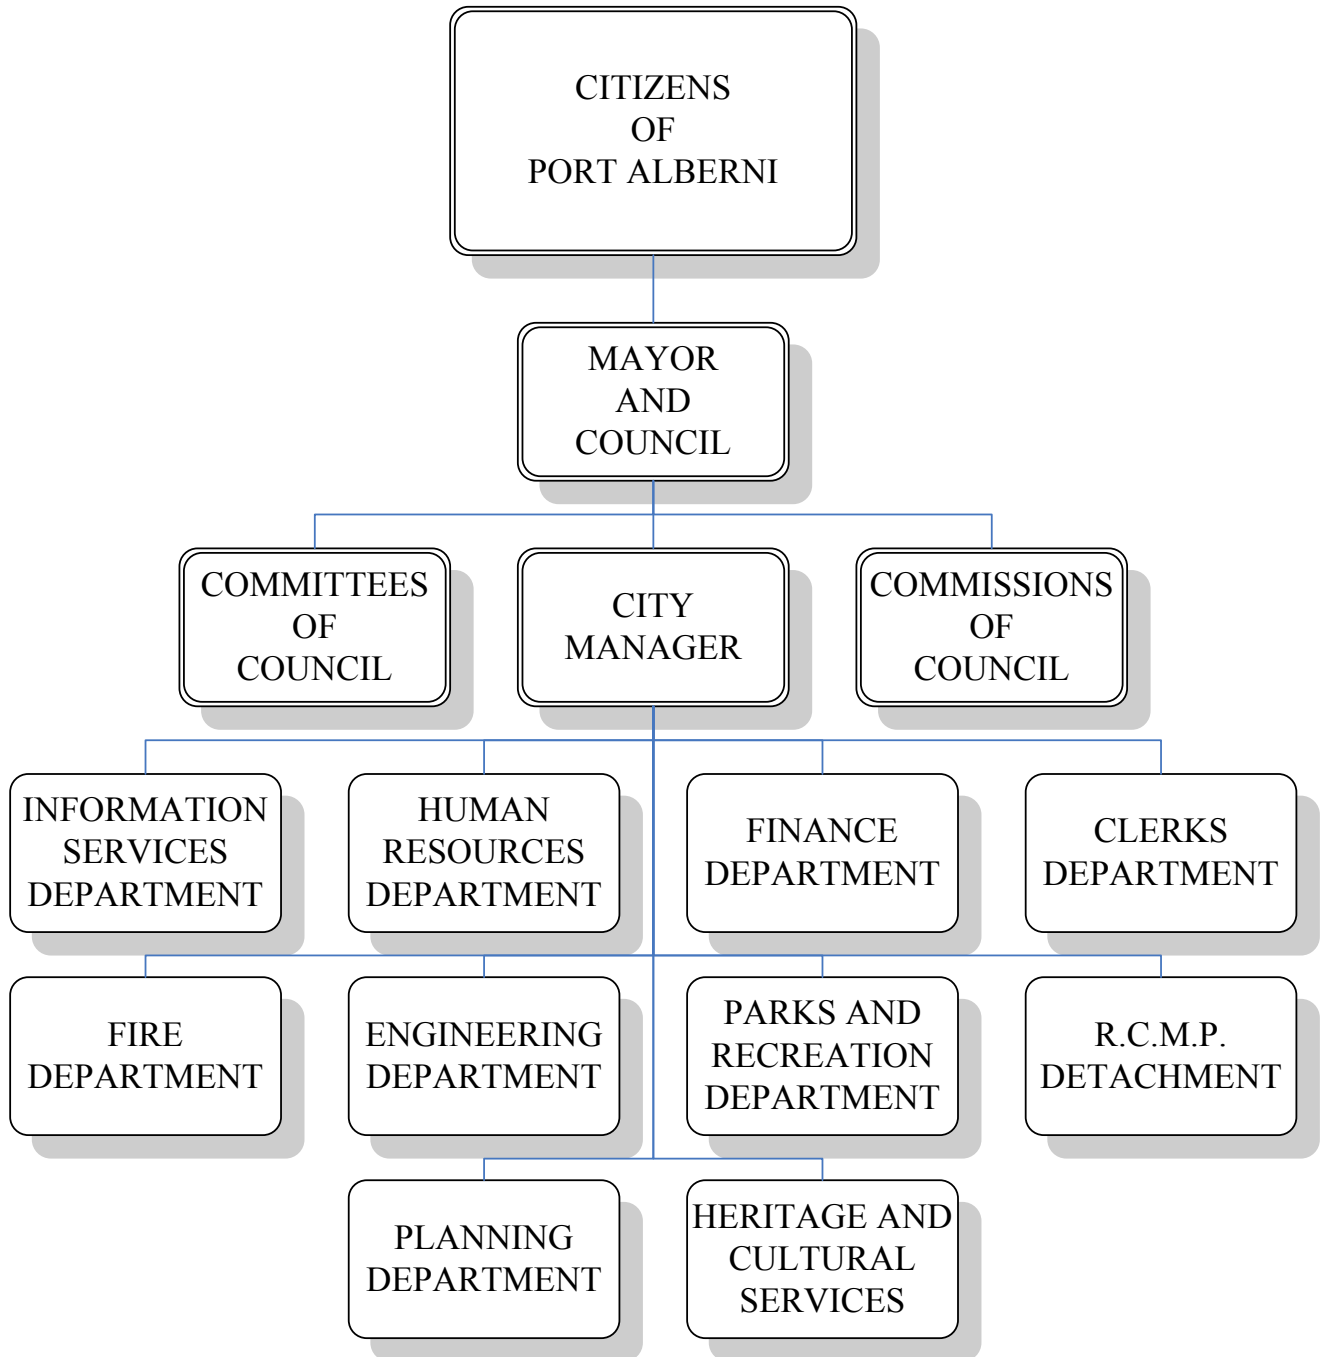 CITIZENS
OF
PORT ALBERNI
MAYOR
AND
COUNCIL
COMMITTEES
OF
COUNCIL
CITY
MANAGER
COMMISSIONS
OF
COUNCIL
INFORMATION
SERVICES
DEPARTMENT
HUMAN
RESOURCES
DEPARTMENT
FINANCE
DEPARTMENT
CLERKS
DEPARTMENT
FIRE
DEPARTMENT
ENGINEERING
DEPARTMENT
PARKS AND
RECREATION
DEPARTMENT
R.C.M.P.
DETACHMENT
PLANNING
DEPARTMENT
HERITAGE AND
CULTURAL
SERVICES